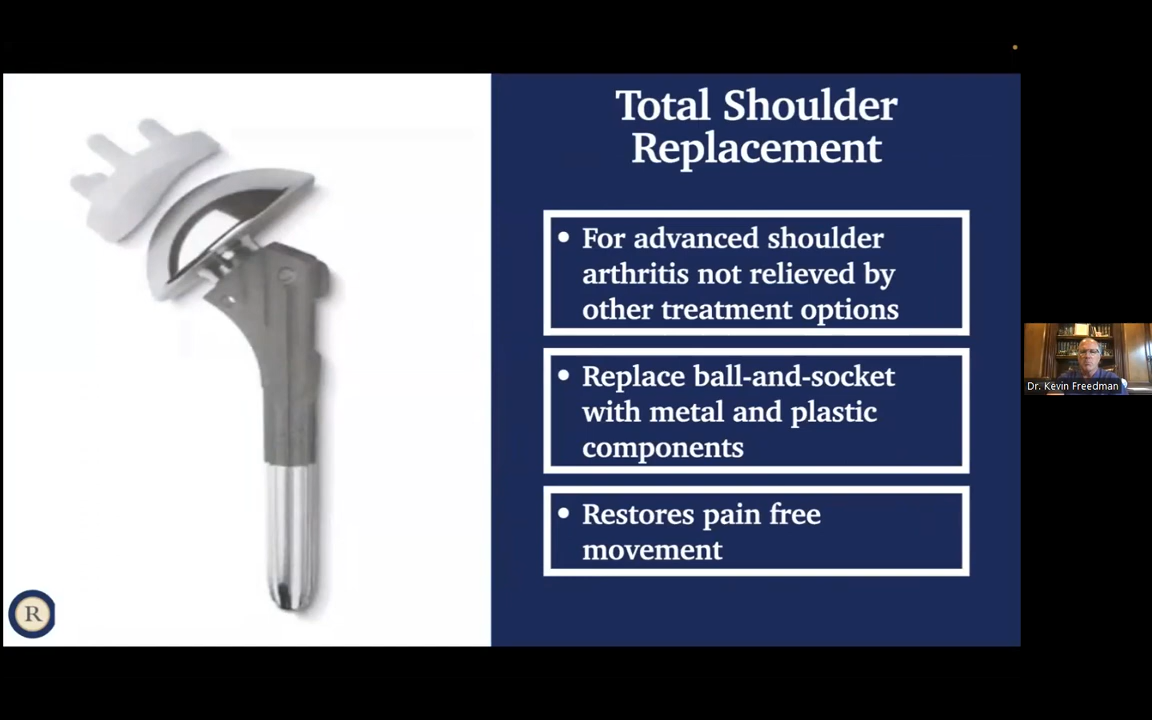 Total Shoulder
Replacement
• For advanced shoulder
arthritis not relieved by
other treatment options
• Replace ball-and-socket
with metal and plastic
components
• Restores pain free
movement
Dr. Kevin Freedman
R